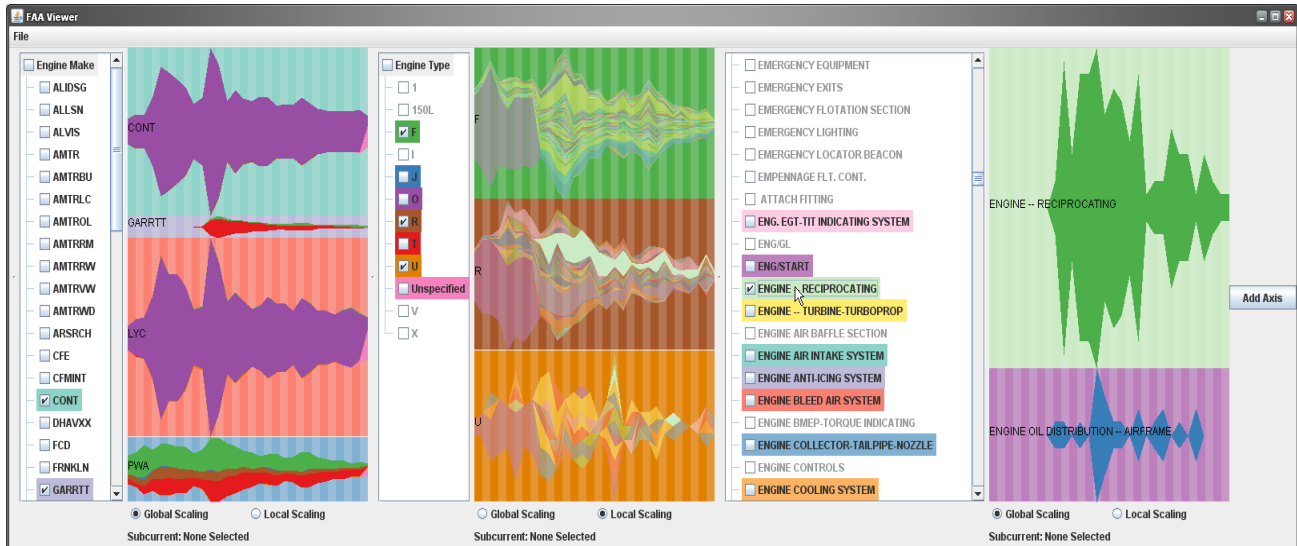 FAA Viewer
File
Engine Make
ALIDSG
ALLSN
ALVIS
AMTR
AMTRBU
AMTRLC
AMTROL
AMTRRM
AMTRRW
AMTRVW
AMTRWD
ARSRCH
CFE
CFMINT
CONT
DHAVXX
FCD
FRNKLN
GARRTT
CONT
GARRTT
LYC
PWA
Global Scaling Local Scaling
Subcurrent: None Selected
Engine Type
1
150L
F
I
J
O
R
T
U
Unspecified
V
X
F
R
U
Global Scaling Local Scaling
Subcurrent: None Selected
EMERGENCY EQUIPMENT
EMERGENCY EXITS
EMERGENCY FLOTATION SECTION
EMERGENCY LIGHTING
EMERGENCY LOCATOR BEACON
EMPENNAGE FLT. CONT.
ATTACH FITTING
ENG. EGT-TIT INDICATING SYSTEM
ENG/GL
ENG/START
ENGINE -- RECIPROCATING
ENGINE -- TURBINE-TURBOPROP
ENGINE AIR BAFFLE SECTION
ENGINE AIR INTAKE SYSTEM
ENGINE ANTI-ICING SYSTEM
ENGINE BLEED AIR SYSTEM
ENGINE BMEP-TORQUE INDICATING
ENGINE COLLECTOR-TAILPIPE-NOZZLE
ENGINE CONTROLS
ENGINE COOLING SYSTEM
ENGINE -- RECIPROCATING
ENGINE OIL DISTRIBUTION -- AIRFRAME
Global Scaling Local Scaling
Subcurrent: None Selected
Add Axis